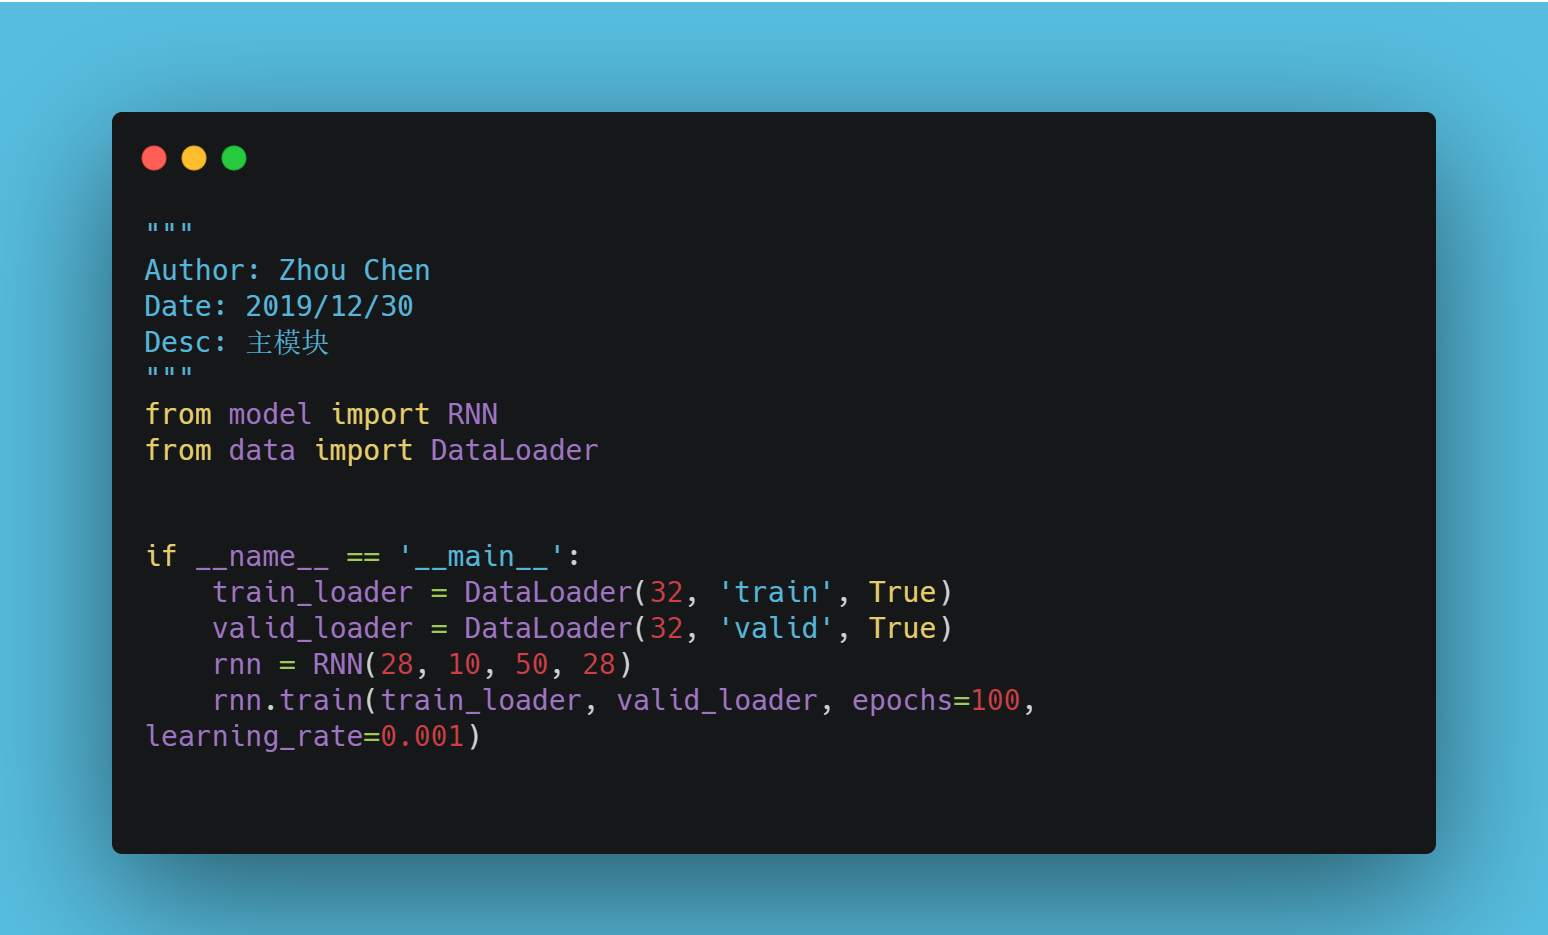 """
Author: Zhou Chen
Date: 2019/12/30
Desc: 主模块
"""
from model import RNN
from data import DataLoader
if __name__ == '__main__':
    train_loader = DataLoader(32, 'train', True)
    valid_loader = DataLoader(32, 'valid', True)
    rnn = RNN(28, 10, 50, 28)
    rnn.train(train_loader, valid_loader, epochs=100,
learning_rate=0.001)